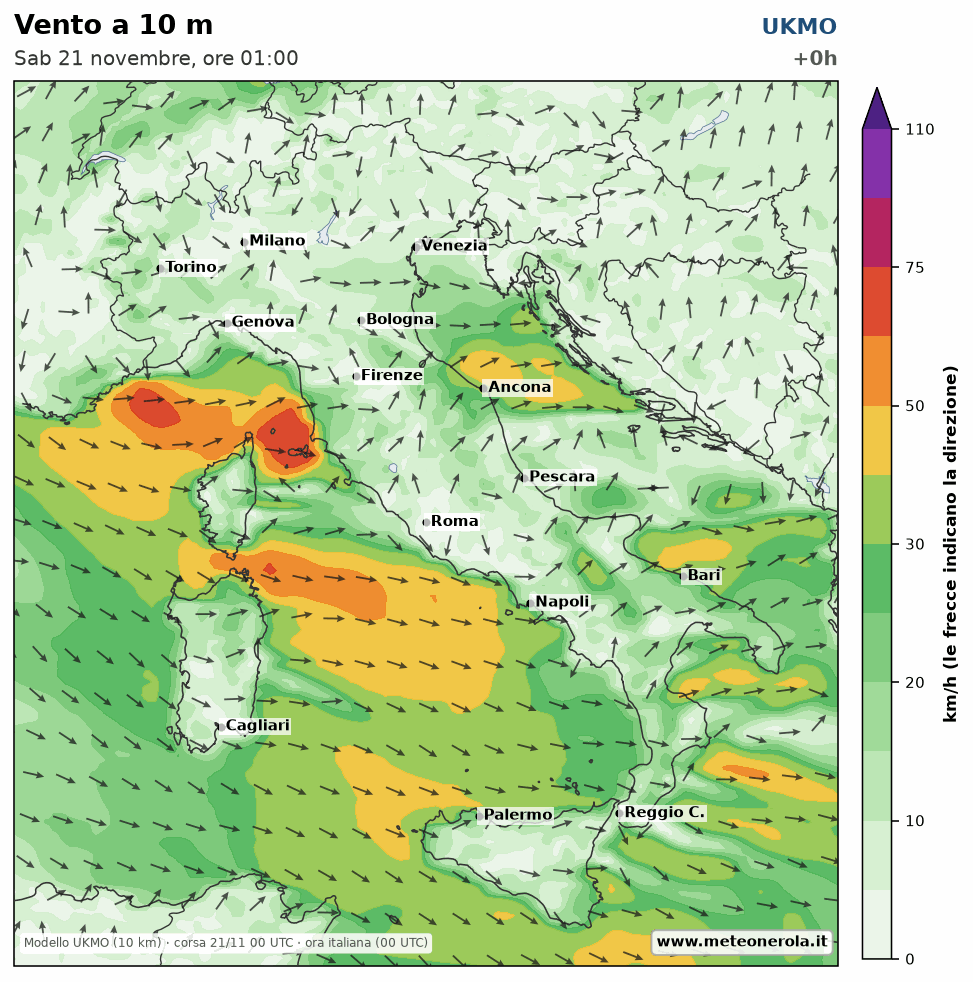 Vento a 10 m
UKMO
Sab 21 novembre, ore 01:00
+0h
110
Milano
Venezia
Torino
75
Genova
Bologna
Firenze
Ancona
50
Pescara
Roma
30
Bari
Napoli
20
Cagliari
Palermo
Reggio C.
10
0
km/h (le frecce indicano la direzione)
Modello UKMO (10 km) · corsa 21/11 00 UTC · ora italiana (00 UTC)
www.meteonerola.it